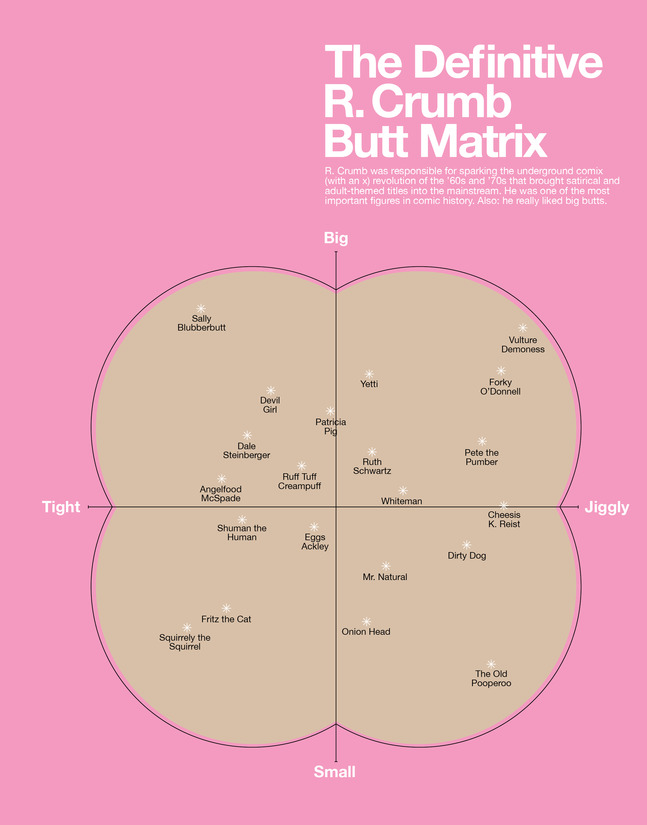 The Definitive
R. Crumb
Butt Matrix
R. Crumb was responsible for sparking the underground comix
(with an x) revolution of the '60s and '70s that brought satirical and
adult-themed titles into the mainstream. He was one of the most
important figures in comic history. Also: he really liked big butts.
Big
Sally
Blubberbutt
Vulture
Demoness
Yetti
Forky
O'Donnell
Devil
Girl
Patricia
Pig
Dale
Steinberger
Ruth
Schwartz
Pete the
Pumber
Ruff Tuff
Creampuff
Angelfood
McSpade
Whiteman
Tight
Jiggly
Cheesis
K. Reist
Shuman the
Human
Eggs
Ackley
Dirty Dog
Mr. Natural
Fritz the Cat
Onion Head
Squirrely the
Squirrel
The Old
Pooperoo
Small